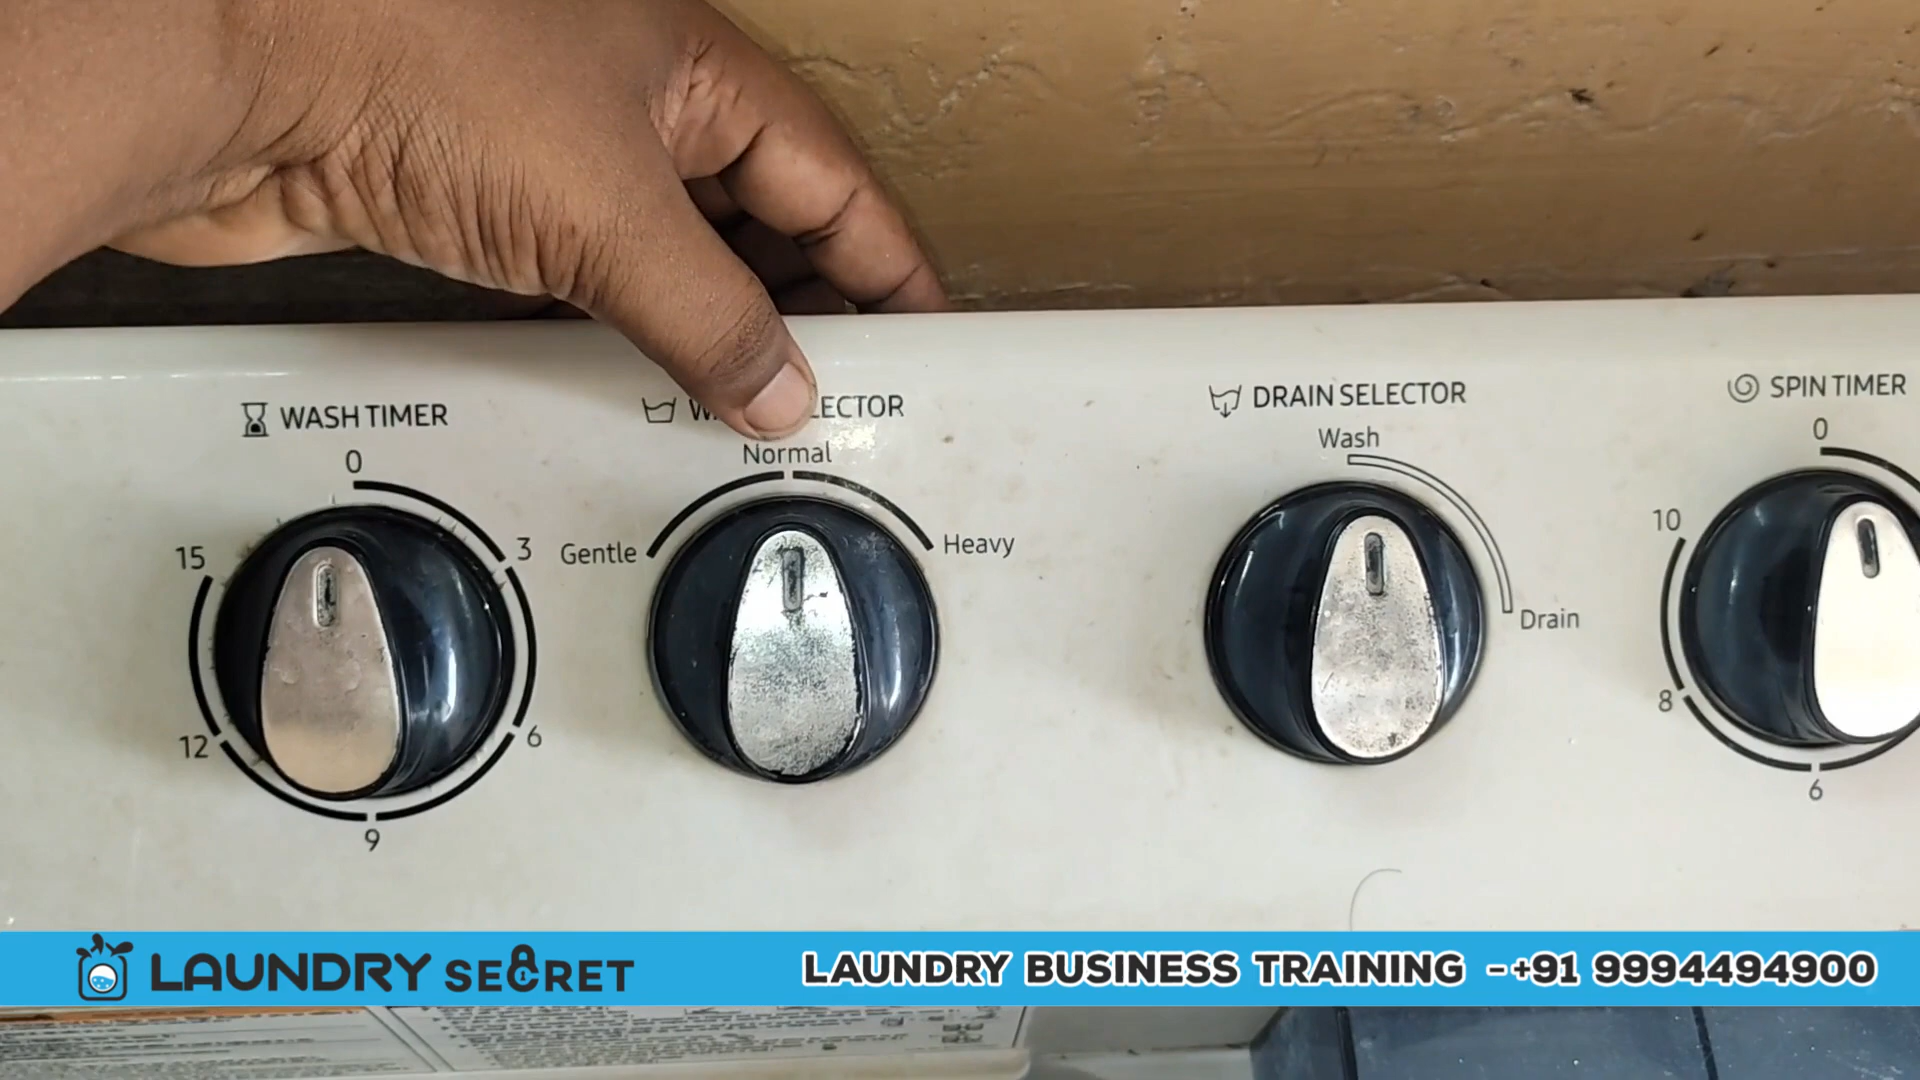 WASH TIMER
0
3
6
9
12
15
LECTOR
Normal
Gentle
Heavy
DRAIN SELECTOR
Wash
Drain
SPIN TIMER
0
10
8
6
LAUNDRY SECRET
LAUNDRY BUSINESS TRAINING -+91 9994494900